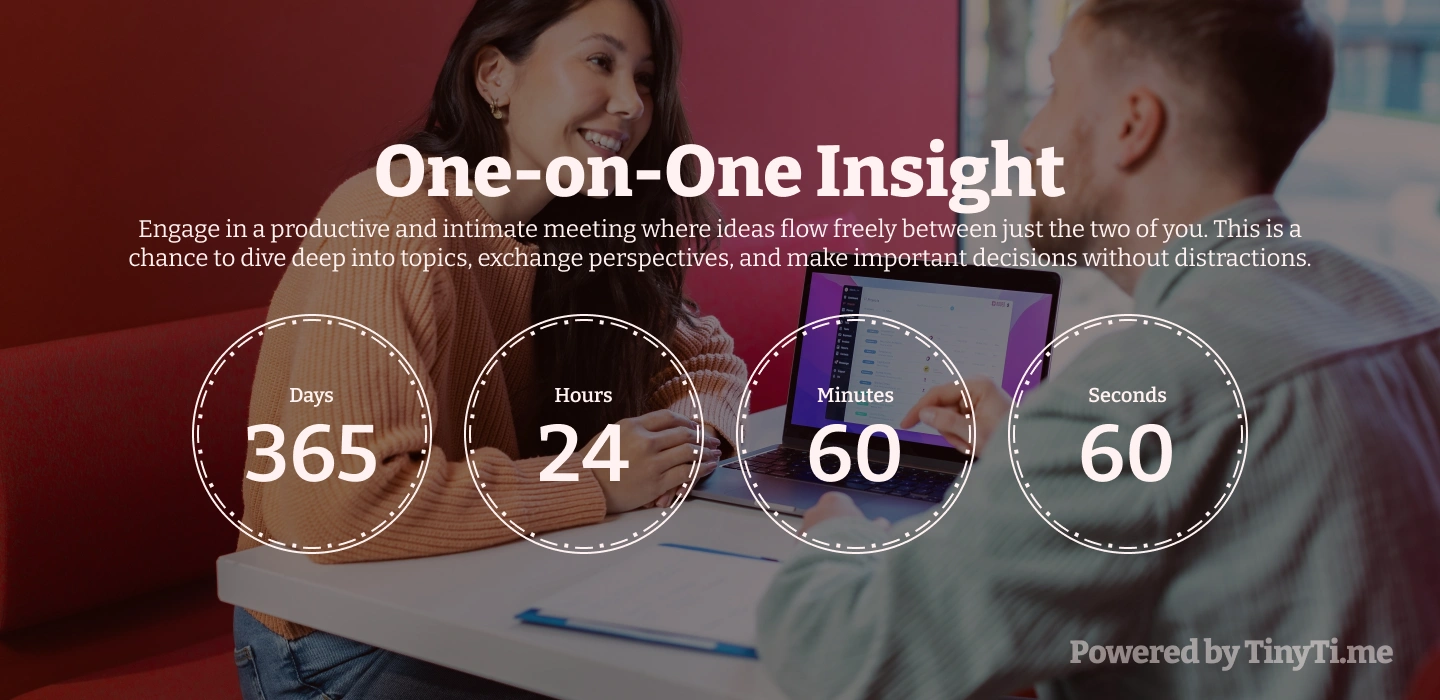 One-on-One Insight
Engage in a productive and intimate meeting where ideas flow freely between just the two of you. This is a
chance to dive deep into topics, exchange perspectives, and make important decisions without distractions.
Days
365
Hours
24
Minutes
60
Seconds
60
Powered by TinyTi.me